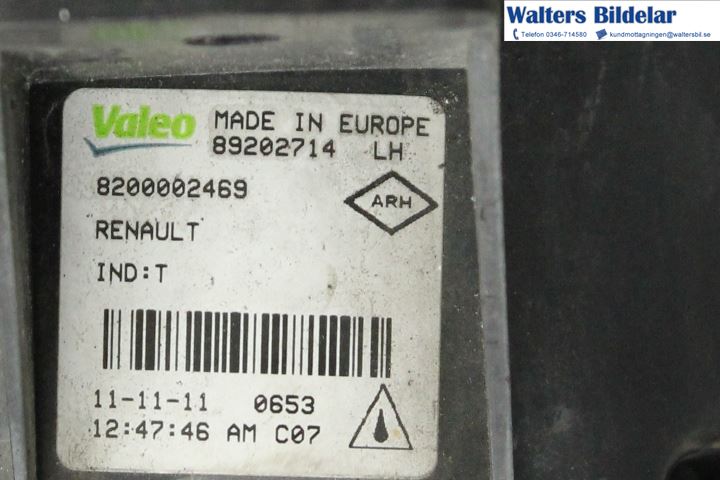 Walters Bildelar
Telefon 0346-714580 kundmottagningen@waltersbil.se
Valeo MADE IN EUROPE
89202714 LH
8200002469
ARH
RENAULT
IND:T
11-11-11 0653
12:47:46 AM C07